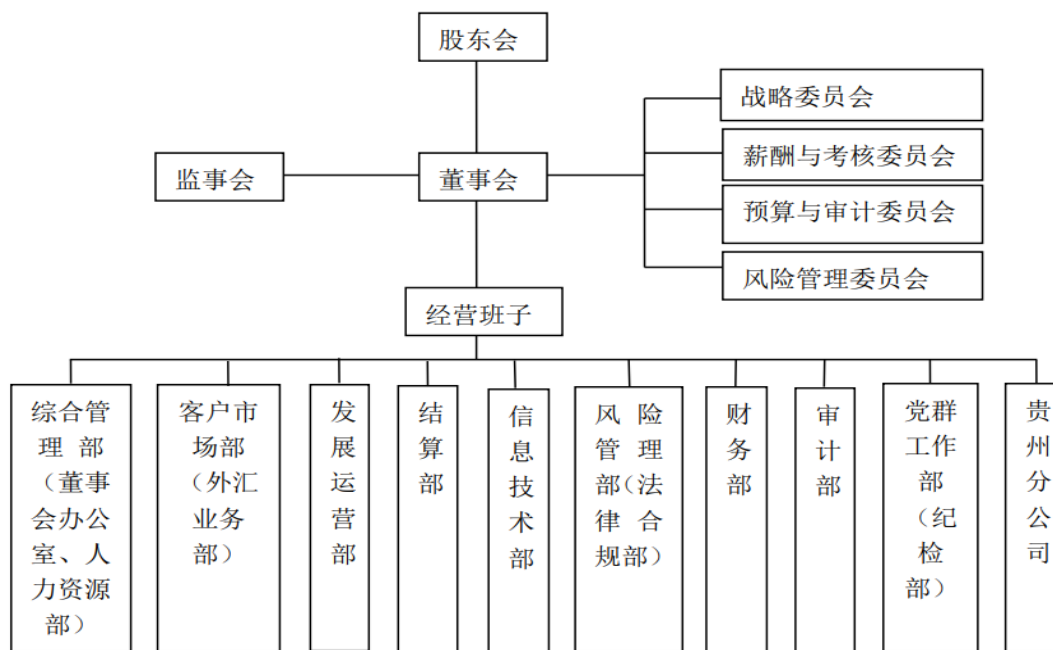 股东会
战略委员会
薪酬与考核委员会
监事会
董事会
预算与审计委员会
风险管理委员会
经营班子
综合管
理 部
（董事
会办公
室、人
力资源
部）
客户市
场部
（外汇
业务
部）
发
展
运
营
部
结
算
部
信
息
技
术
部
风 险
管 理
部（法
律 合
规部）
财
务
部
审
计
部
党群
工作
部
（纪
检
部）
贵
州
分
公
司